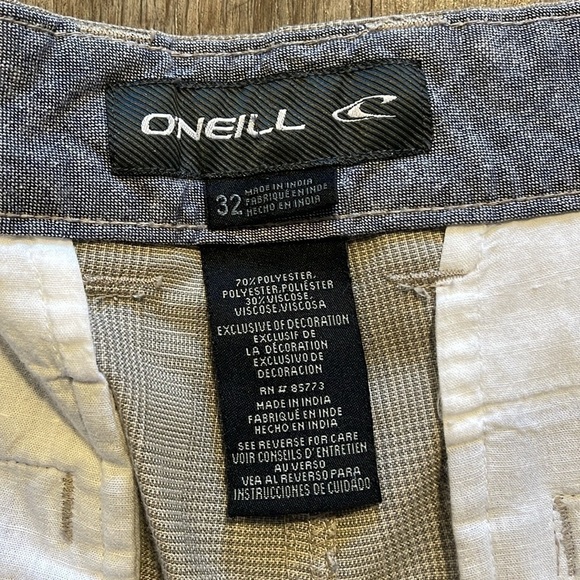 O'NEILL
32
MADE IN INDIA
FABRIQUÉ EN INDE
HECHO EN INDIA
70% POLYESTER,
POLYESTER, POLIÉSTER
30% VISCOSE,
VISCOSE, VISCOSA
EXCLUSIVE OF DECORATION
EXCLUSIF DE
LA DÉCORATION
EXCLUSIVO DE
DECORACION
RN # 85773
MADE IN INDIA
FABRIQUÉ EN INDE
HECHO EN INDIA
SEE REVERSE FOR CARE
VOIR CONSEILS D'ENTRETIEN
AU VERSO
VEA AL REVERSO PARA
INSTRUCCIONES DE CUIDADO